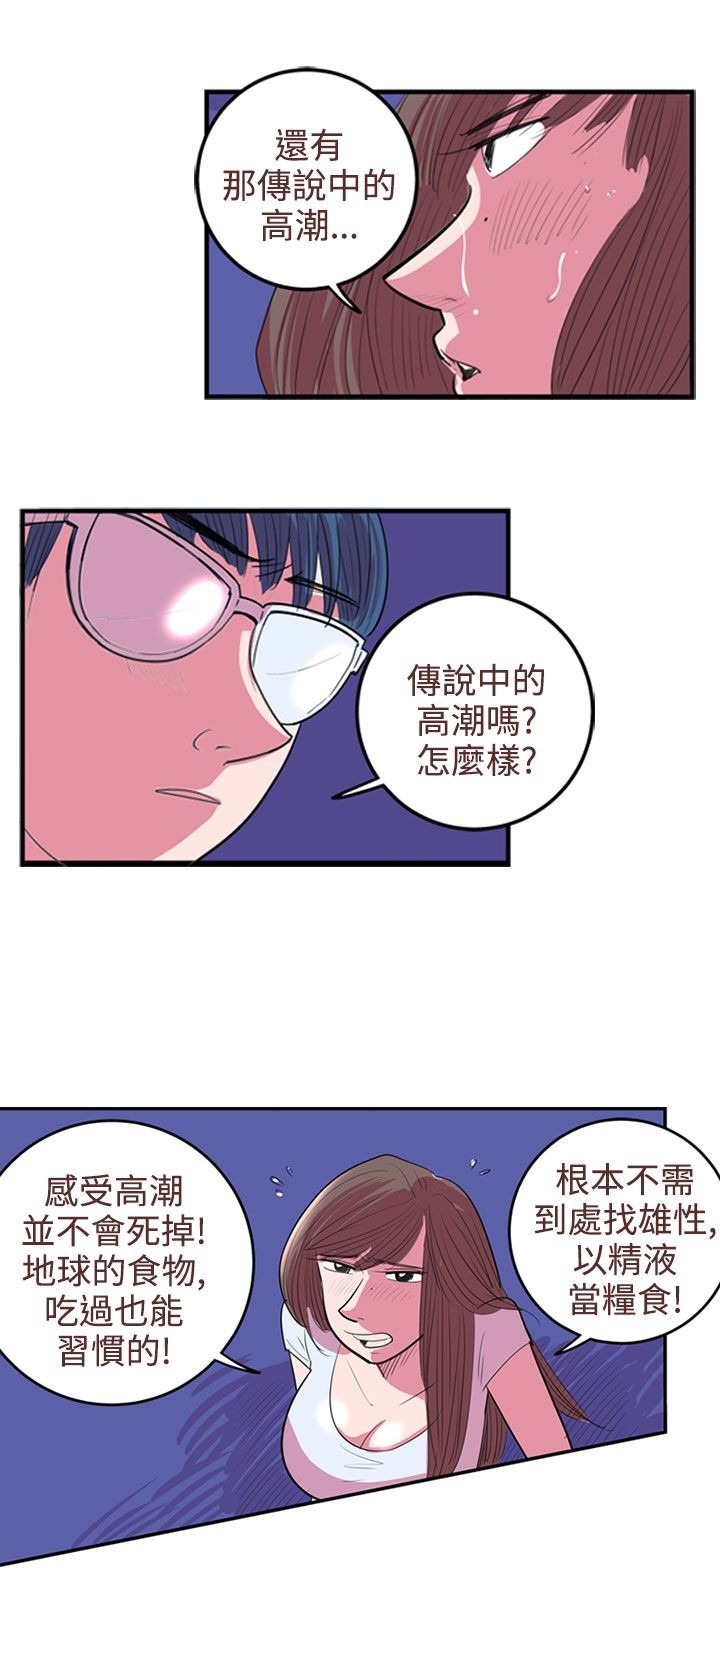 還有
那傳說中的
高潮...
傳說中的
高潮嗎?
怎麼樣?
感受高潮
並不會死掉!
地球的食物,
吃過也能
習慣的!
根本不需
到處找雄性,
以精液
當糧食!